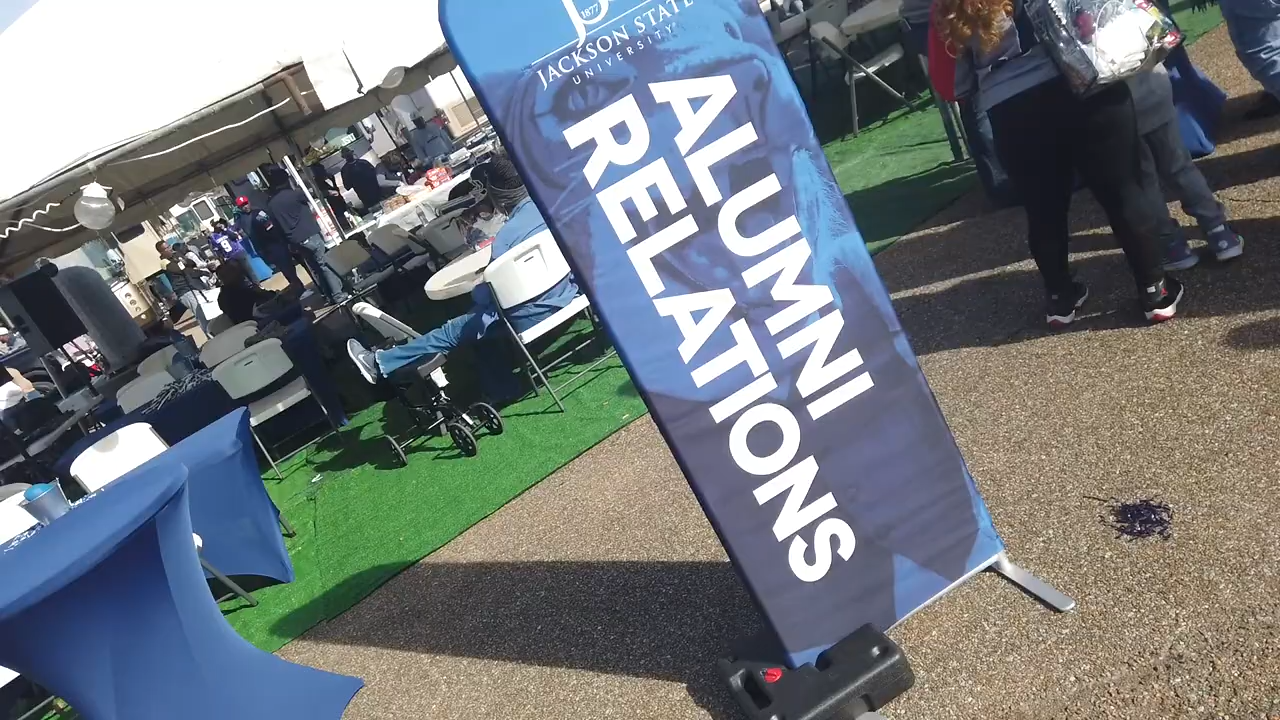 1877
JACKSON STATE
UNIVERSITY
ALUMNI
RELATIONS